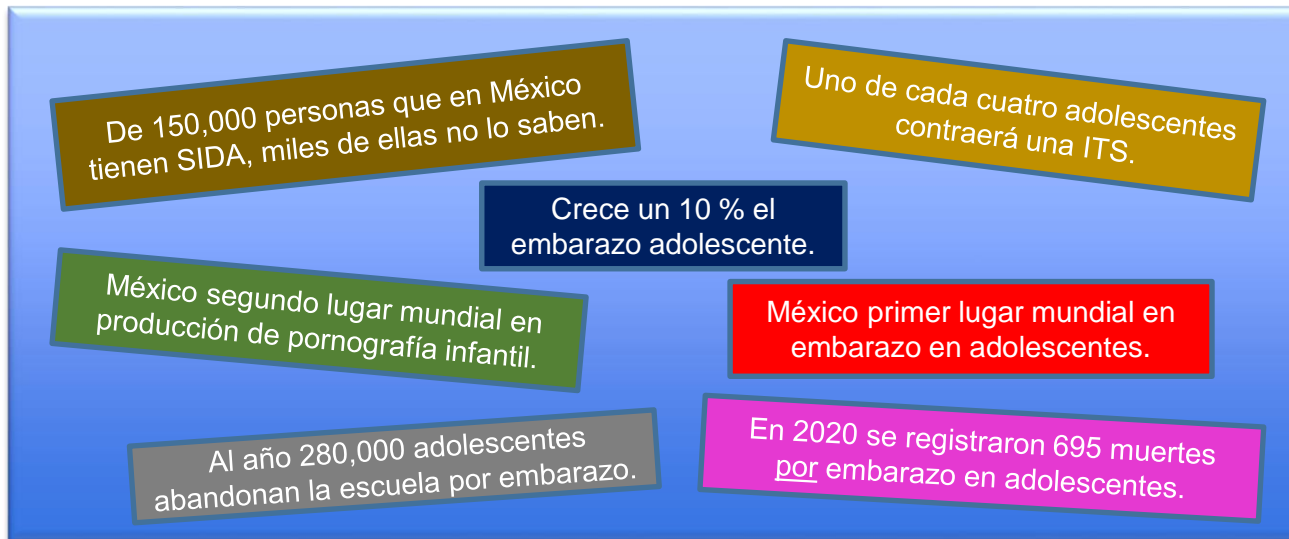 De 150,000 personas que en México
tienen SIDA, miles de ellas no lo saben.
Uno de cada cuatro adolescentes
contraerá una ITS.
Crece un 10 % el
embarazo adolescente.
México segundo lugar mundial en
producción de pornografía infantil.
México primer lugar mundial en
embarazo en adolescentes.
Al año 280,000 adolescentes
abandonan la escuela por embarazo.
En 2020 se registraron 695 muertes
por embarazo en adolescentes.